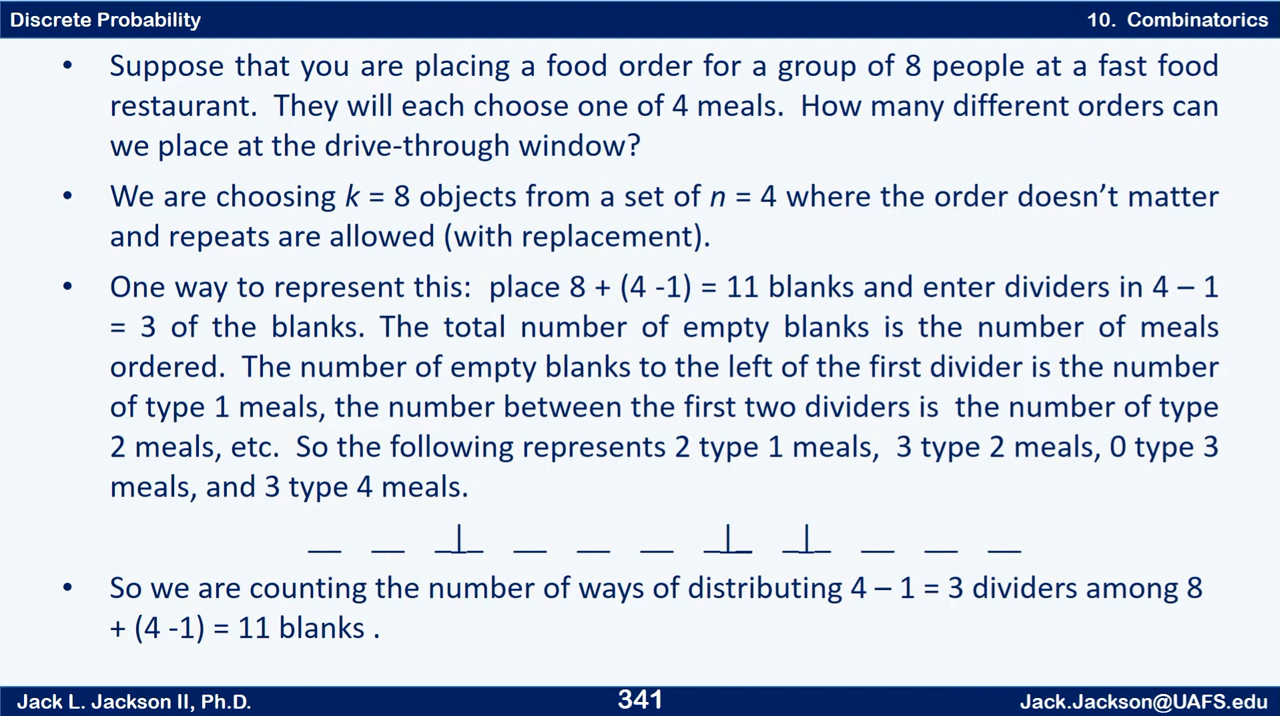 Discrete Probability
10. Combinatorics
• Suppose that you are placing a food order for a group of 8 people at a fast food
restaurant. They will each choose one of 4 meals. How many different orders can
we place at the drive-through window?
• We are choosing k = 8 objects from a set of n = 4 where the order doesn’t matter
and repeats are allowed (with replacement).
• One way to represent this: place 8 + (4 -1) = 11 blanks and enter dividers in 4 – 1
= 3 of the blanks. The total number of empty blanks is the number of meals
ordered. The number of empty blanks to the left of the first divider is the number
of type 1 meals, the number between the first two dividers is the number of type
2 meals, etc. So the following represents 2 type 1 meals, 3 type 2 meals, 0 type 3
meals, and 3 type 4 meals.
__ __ _|_ __ __ __ _|_ _|_ __ __ __
• So we are counting the number of ways of distributing 4 – 1 = 3 dividers among 8
+ (4 -1) = 11 blanks .
Jack L. Jackson II, Ph.D.
341
Jack.Jackson@UAFS.edu